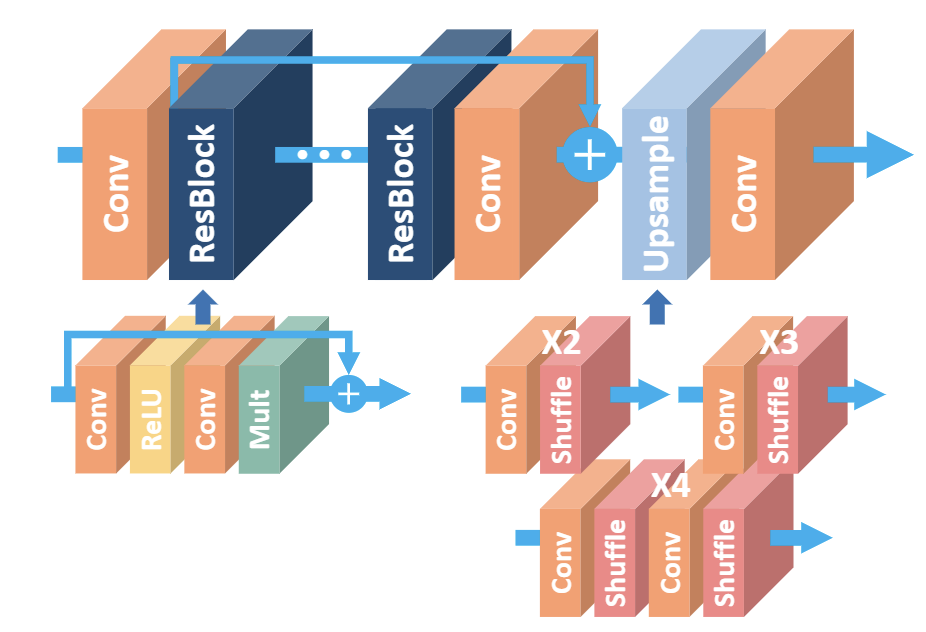 Conv
ResBlock
ResBlock
Conv
+
Upsample
Conv
Conv
ReLU
Conv
Mult
+
X2
Conv
Shuffle
X3
Conv
Shuffle
X4
Conv
Shuffle
Conv
Shuffle